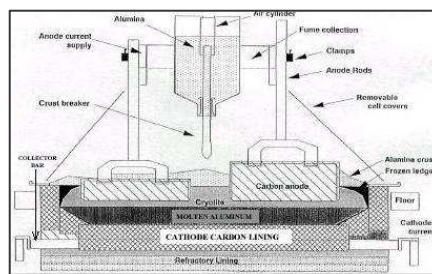 Air cylinder
Alumina
Fume collection
Anode current
supply
Clamps
Anode Rods
Removable
cell covers
Crust breaker
COLLECTOR
BAR
Alumina crust
Frozen ledge
Carbon anode
Cryolite
Floor
MOLTEN ALUMINUM
Cathode
current
CATHODE CARBON LINING
Refractory Lining